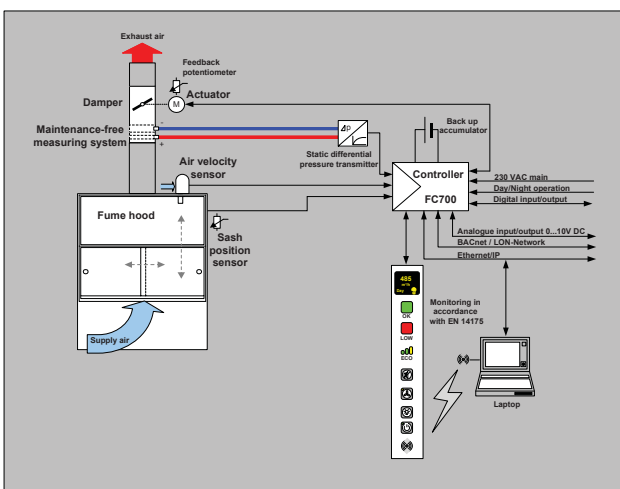 Exhaust air
Feedback
potentiometer
M
Actuator
Damper
Maintenance-free
measuring system
-
+
Δp
Static differential
pressure transmitter
Back up
accumulator
Air velocity
sensor
Controller
FC700
230 VAC main
Day/Night operation
Digital input/output
Analogue input/output 0...10V DC
BACnet / LON-Network
Ethernet/IP
Fume hood
Sash
position
sensor
Supply air
485
m³/h
Day
OK
LOW
ECO
Monitoring in
accordance
with EN 14175
Laptop